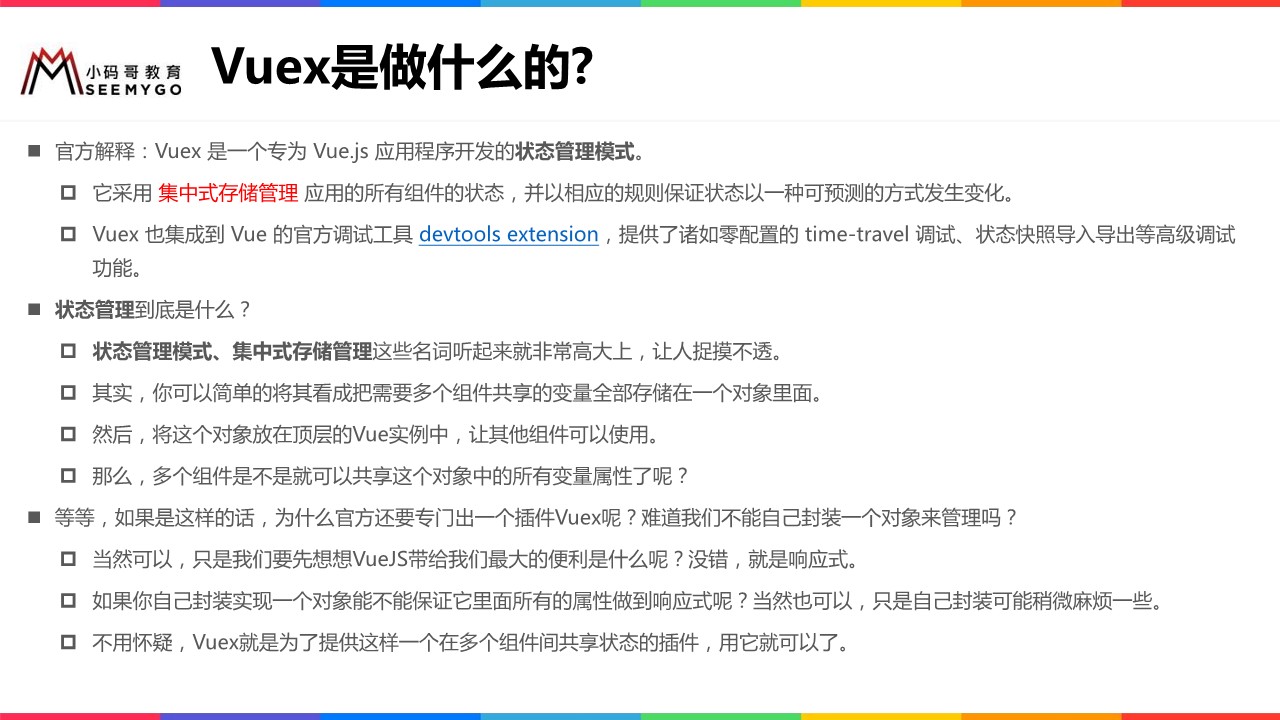 小码哥教育
SEEMYGO
Vuex是做什么的?
官方解释：Vuex 是一个专为 Vue.js 应用程序开发的状态管理模式。
它采用 集中式存储管理 应用的所有组件的状态，并以相应的规则保证状态以一种可预测的方式发生变化。
Vuex 也集成到 Vue 的官方调试工具 devtools extension，提供了诸如零配置的 time-travel 调试、状态快照导入导出等高级调试
功能。
状态管理到底是什么？
状态管理模式、集中式存储管理这些名词听起来就非常高大上，让人捉摸不透。
其实，你可以简单的将其看成把需要多个组件共享的变量全部存储在一个对象里面。
然后，将这个对象放在顶层的Vue实例中，让其他组件可以使用。
那么，多个组件是不是就可以共享这个对象中的所有变量属性了呢？
等等，如果是这样的话，为什么官方还要专门出一个插件Vuex呢？难道我们不能自己封装一个对象来管理吗？
当然可以，只是我们要先想想VueJS带给我们最大的便利是什么呢？没错，就是响应式。
如果你自己封装实现一个对象能不能保证它里面所有的属性做到响应式呢？当然也可以，只是自己封装可能稍微麻烦一些。
不用怀疑，Vuex就是为了提供这样一个在多个组件间共享状态的插件，用它就可以了。